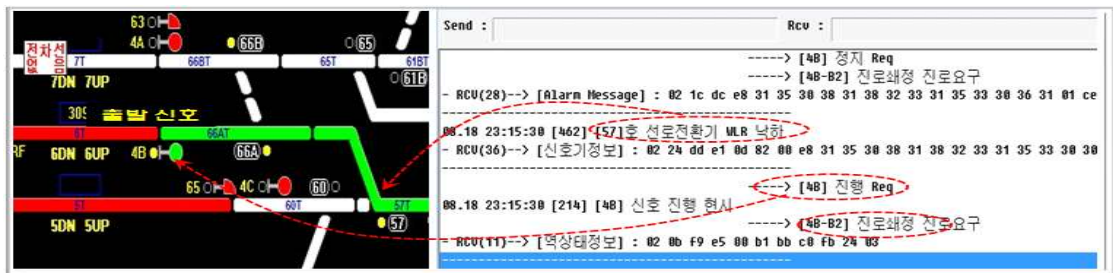 63
4A
66B
65
전차선
없음
7T
66BT
65T
61BT
7DN 7UP
61B
309 출발 신호
6T
66AT
RF
6DN 6UP
4B
66A
65
4C
60
5T
60T
57T
5DN 5UP
57
Send :
Rcv :
-----> [4B] 정지 Req
-----> [4B-B2] 진로쇄정 진로요구
- RCV(28)--> [Alarm Message] : 02 1c dc e8 31 35 30 38 31 38 32 33 31 35 33 30 36 31 01 ce
08.18 23:15:30 [462] [57]호 선로전환기 WLR 낙하
- RCV(36)--> [신호기정보] : 02 24 dd e1 0d 82 00 e8 31 35 30 38 31 38 32 33 31 35 33 30 30
-----> [4B] 진행 Req
08.18 23:15:30 [214] [4B] 신호 진행 현시
-----> [4B-B2] 진로쇄정 진로요구
- RCV(11)--> [역상태정보] : 02 0b f9 e5 00 b1 bb c0 fb 24 03